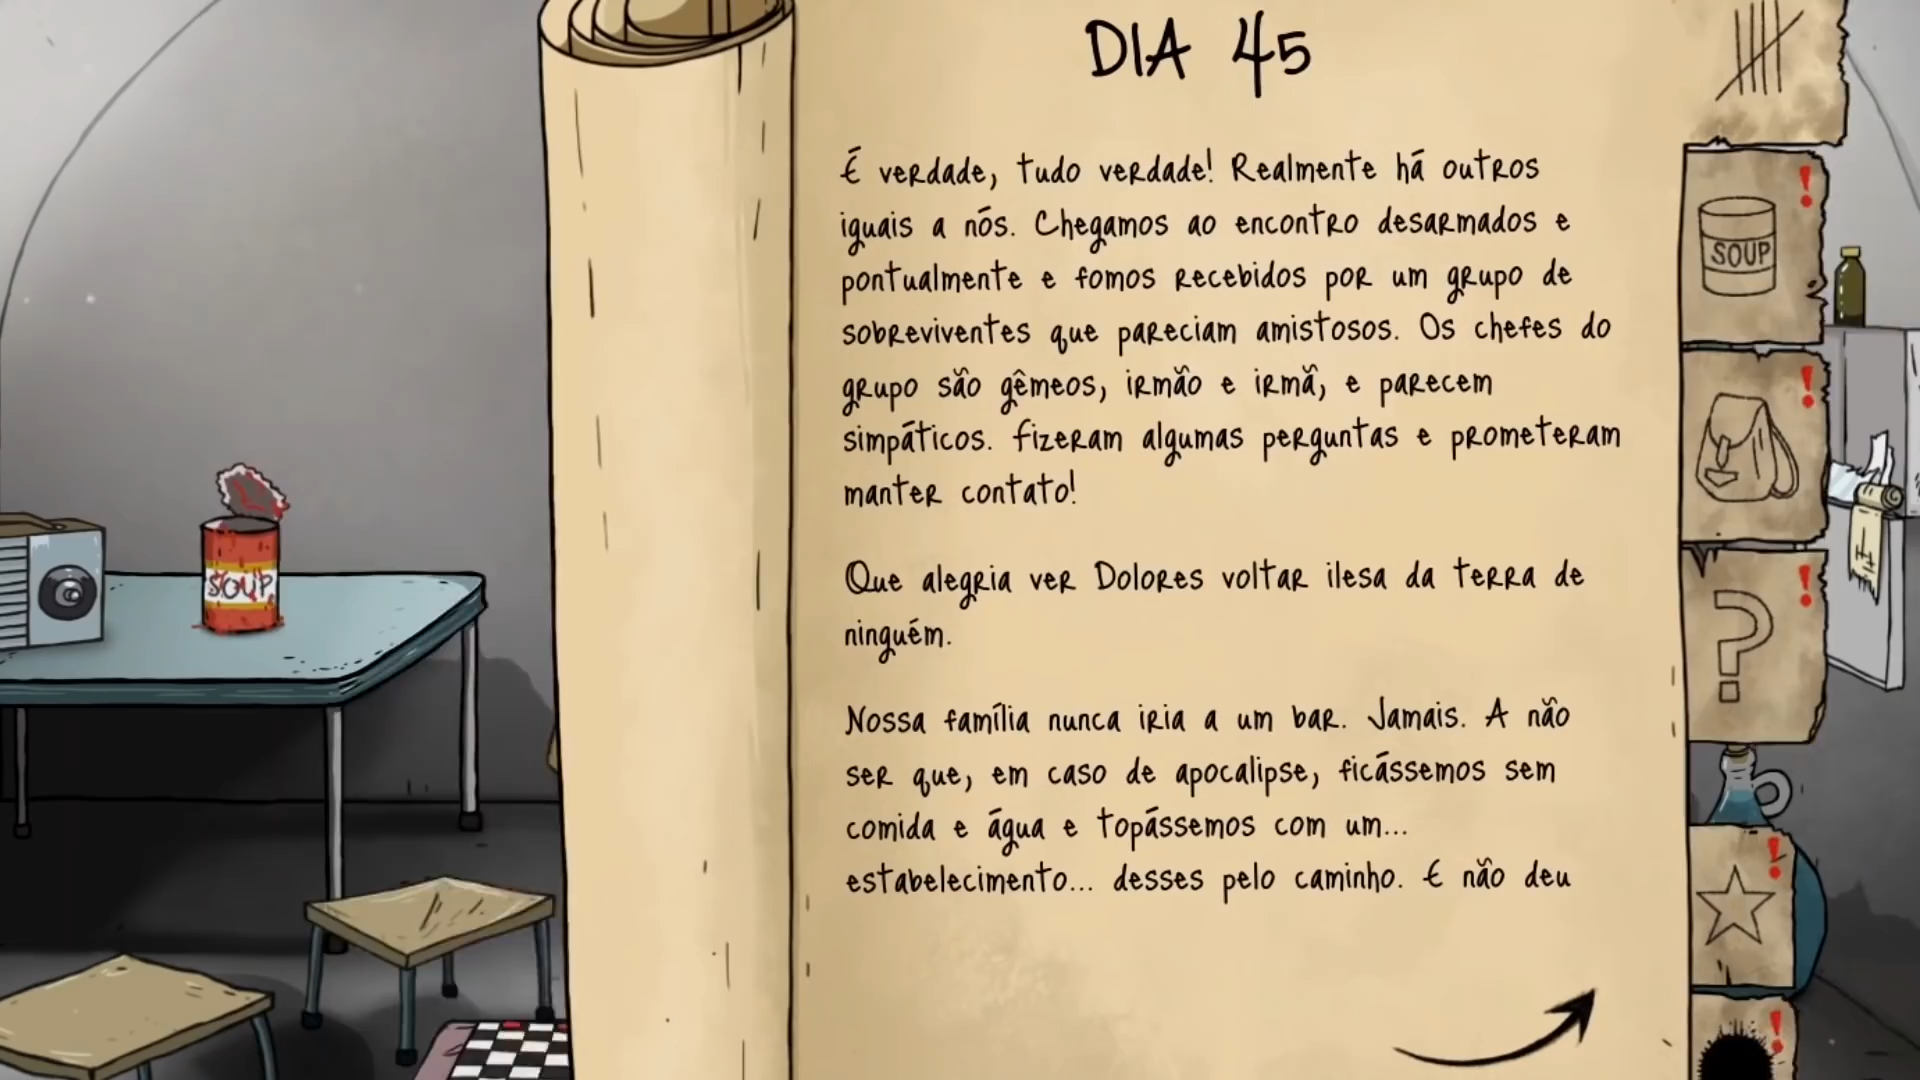 DIA 45
É verdade, tudo verdade! Realmente há outros
iguais a nós. Chegamos ao encontro desarmados e
pontualmente e fomos recebidos por um grupo de
sobreviventes que pareciam amistosos. Os chefes do
grupo são gêmeos, irmão e irmã, e parecem
simpáticos. Fizeram algumas perguntas e prometeram
manter contato!
Que alegria ver Dolores voltar ilesa da terra de
ninguém.
Nossa família nunca iria a um bar. Jamais. A não
ser que, em caso de apocalipse, ficássemos sem
comida e água e topássemos com um...
estabelecimento... desses pelo caminho. E não deu
SOUP
!
!
?
!
!
!
SOUP